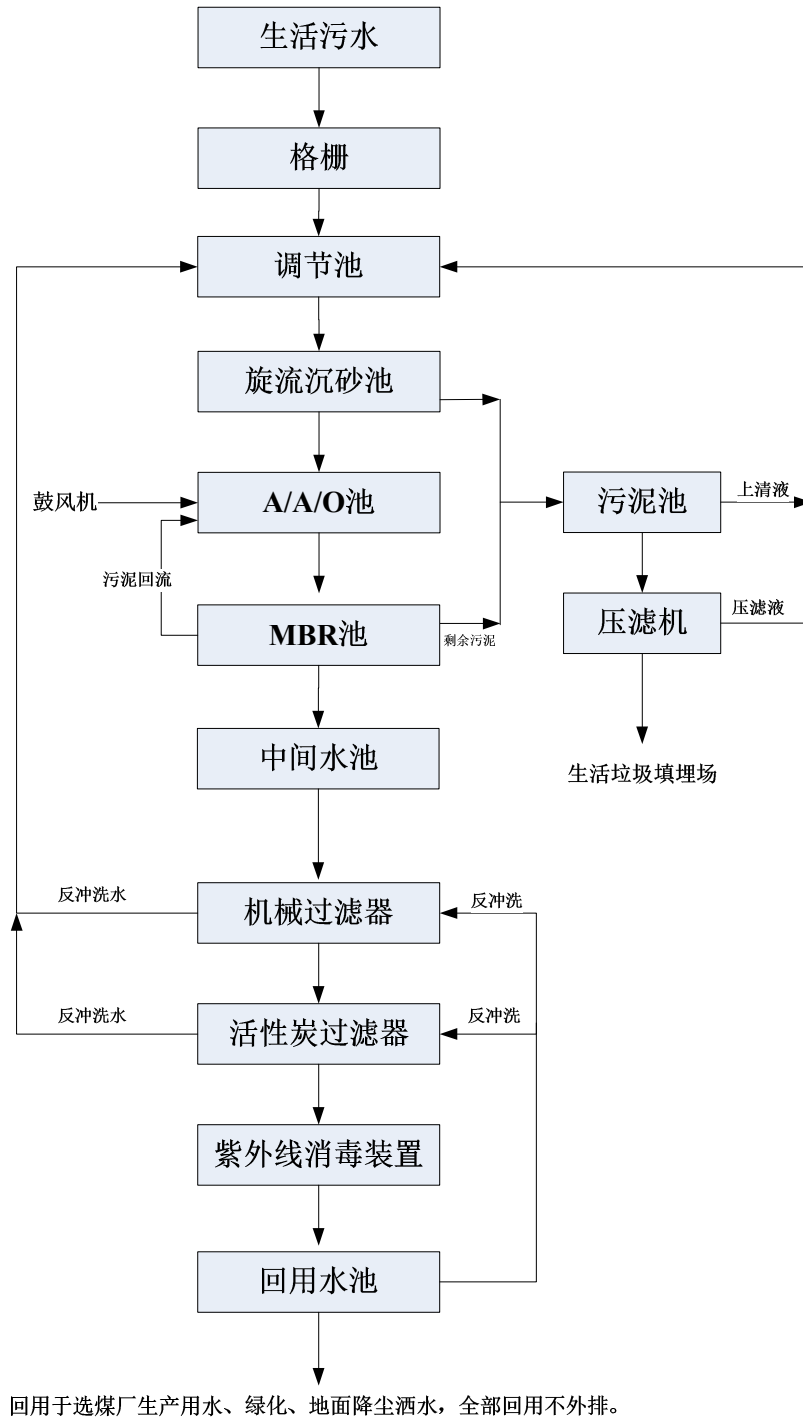 生活污水
格栅
调节池
旋流沉砂池
鼓风机
A/A/O池
污泥池
上清液
污泥回流
MBR池
剩余污泥
压滤机
压滤液
中间水池
生活垃圾填埋场
反冲洗水
机械过滤器
反冲洗
反冲洗水
活性炭过滤器
反冲洗
紫外线消毒装置
回用水池
回用于选煤厂生产用水、绿化、地面降尘洒水，全部回用不外排。